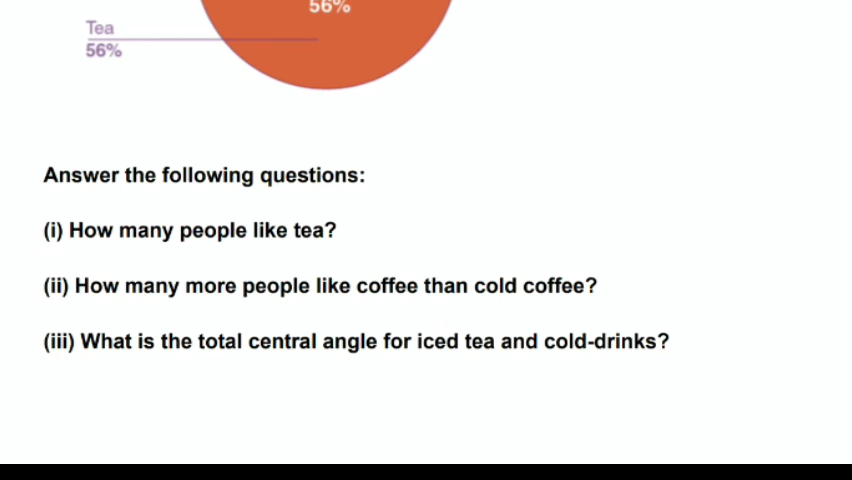 56%
Tea
56%
Answer the following questions:
(i) How many people like tea?
(ii) How many more people like coffee than cold coffee?
(iii) What is the total central angle for iced tea and cold-drinks?